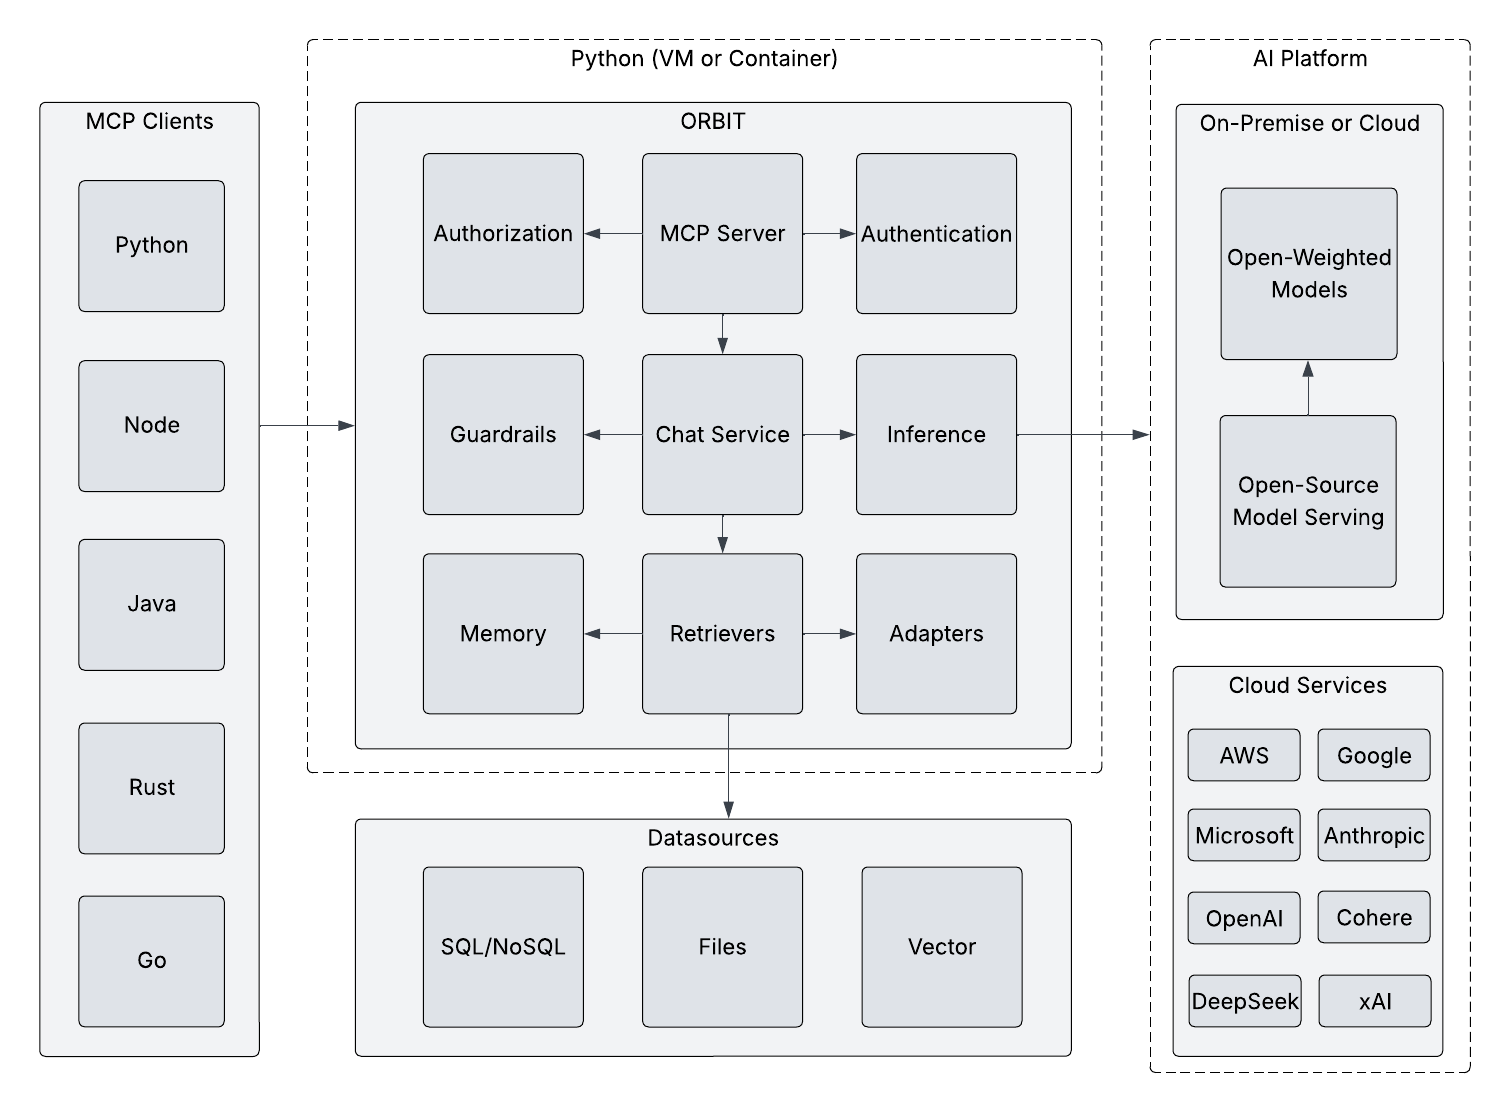 MCP Clients
Python
Node
Java
Rust
Go
Python (VM or Container)
ORBIT
Authorization
MCP Server
Authentication
Guardrails
Chat Service
Inference
Memory
Retrievers
Adapters
Datasources
SQL/NoSQL
Files
Vector
AI Platform
On-Premise or Cloud
Open-Weighted
Models
Open-Source
Model Serving
Cloud Services
AWS
Google
Microsoft
Anthropic
OpenAI
Cohere
DeepSeek
xAI